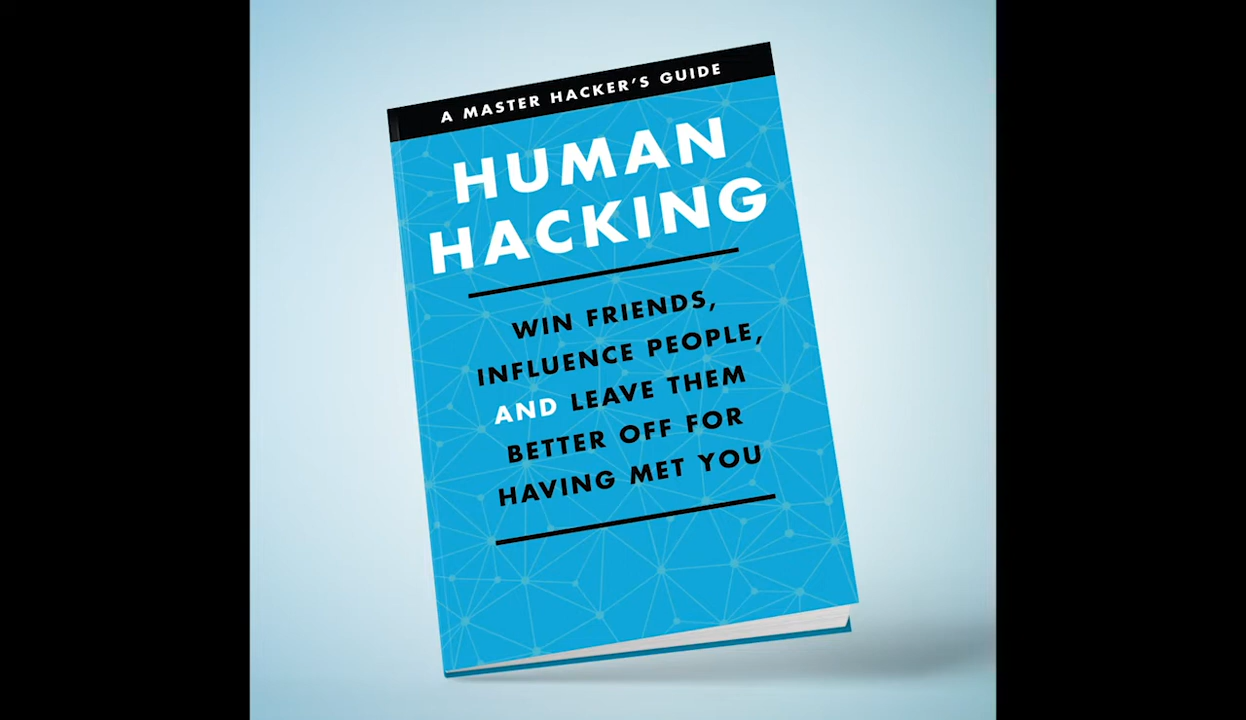 A MASTER HACKER'S GUIDE
HUMAN
HACKING
WIN FRIENDS,
INFLUENCE PEOPLE,
AND LEAVE THEM
BETTER OFF FOR
HAVING MET YOU